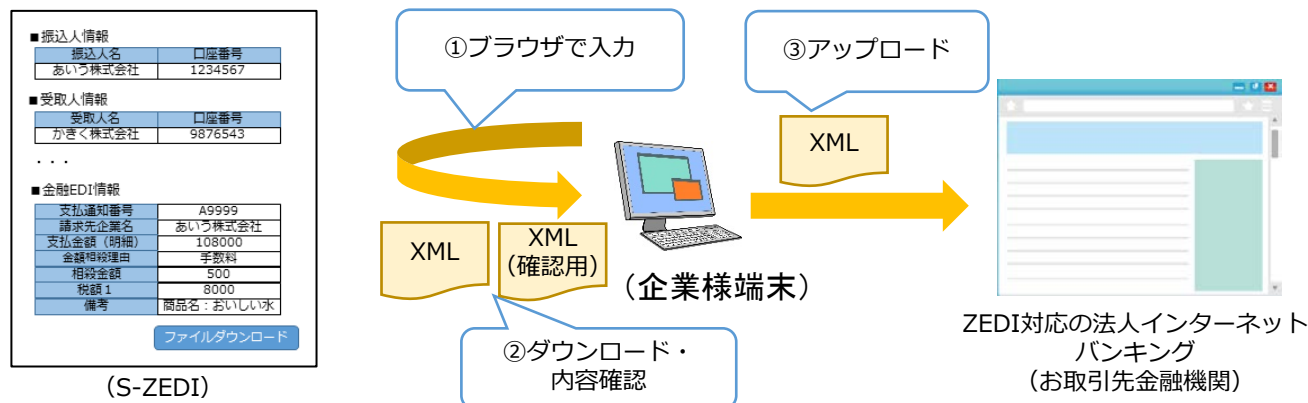 ■振込人情報
振込人名 口座番号
あいう株式会社 1234567
■受取人情報
受取人名 口座番号
かきく株式会社 9876543
・・・
■金融EDI情報
支払通知番号 A9999
請求先企業名 あいう株式会社
支払金額（明細） 108000
金額相殺理由 手数料
相殺金額 500
税額１ 8000
備考 商品名：おいしい水
ファイルダウンロード
（S-ZEDI）
①ブラウザで入力
XML
XML
（確認用）
②ダウンロード・
内容確認
（企業様端末）
③アップロード
XML
ZEDI対応の法人インターネット
バンキング
（お取引先金融機関）